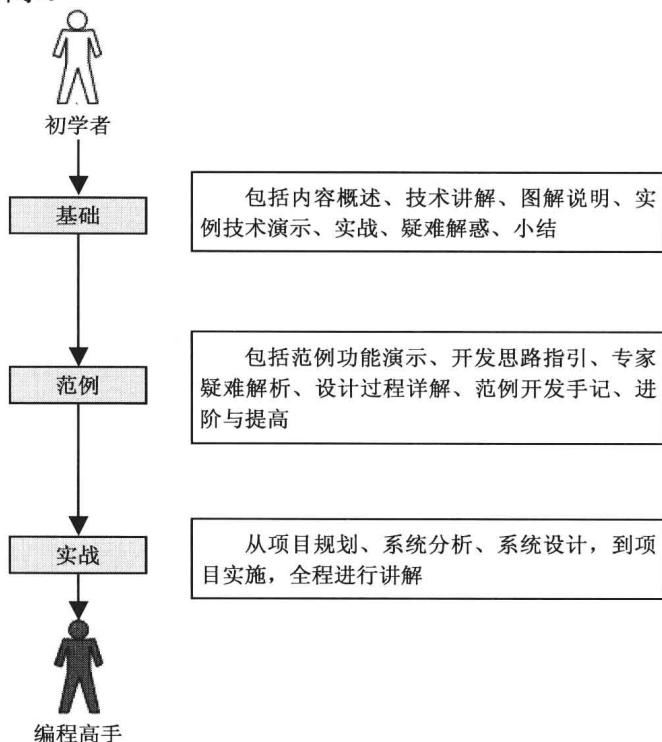 初学者
基础
包括内容概述、技术讲解、图解说明、实
例技术演示、实战、疑难解惑、小结
范例
包括范例功能演示、开发思路指引、专家
疑难解析、设计过程详解、范例开发手记、进
阶与提高
实战
从项目规划、系统分析、系统设计，到项
目实施，全程进行讲解
编程高手